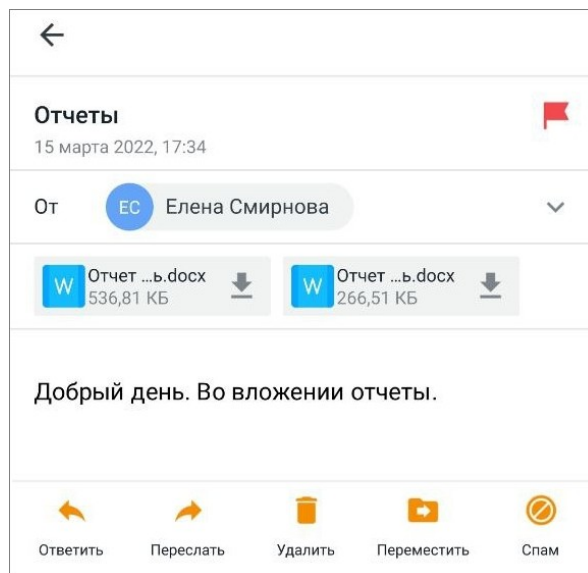 Отчеты
15 марта 2022, 17:34
От ЕС Елена Смирнова
W Отчет ...ь.docx W Отчет ...ь.docx
536,81 КБ 266,51 КБ
Добрый день. Во вложении отчеты.
Ответить Переслать Удалить Переместить Спам